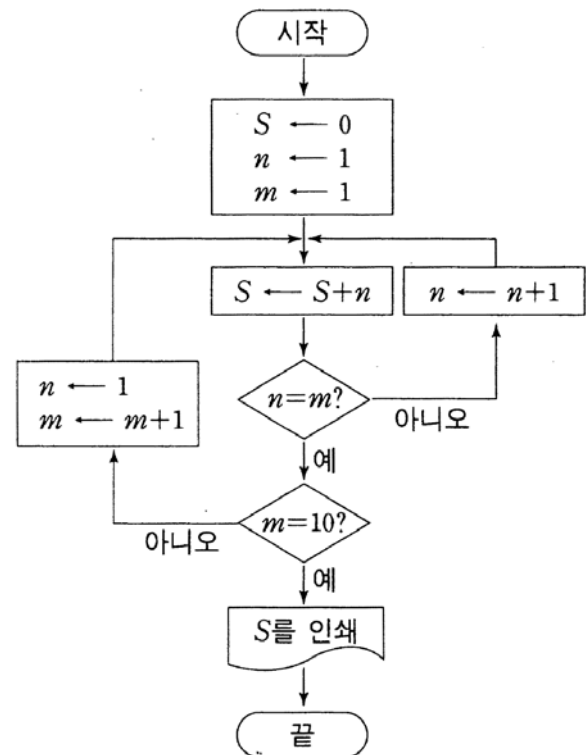 시작
S ← 0
n ← 1
m ← 1
S ← S+n
n ← n+1
n ← 1
m ← m+1
n=m?
아니오
예
m=10?
아니오
예
S를 인쇄
끝